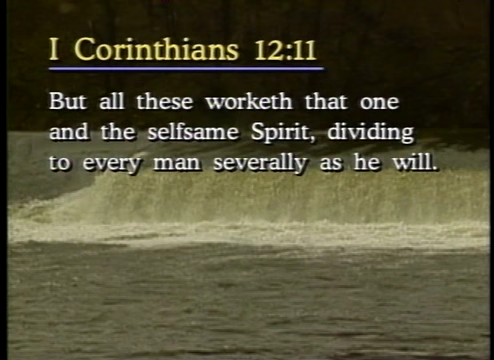 I Corinthians 12:11
But all these worketh that one
and the selfsame Spirit, dividing
to every man severally as he will.